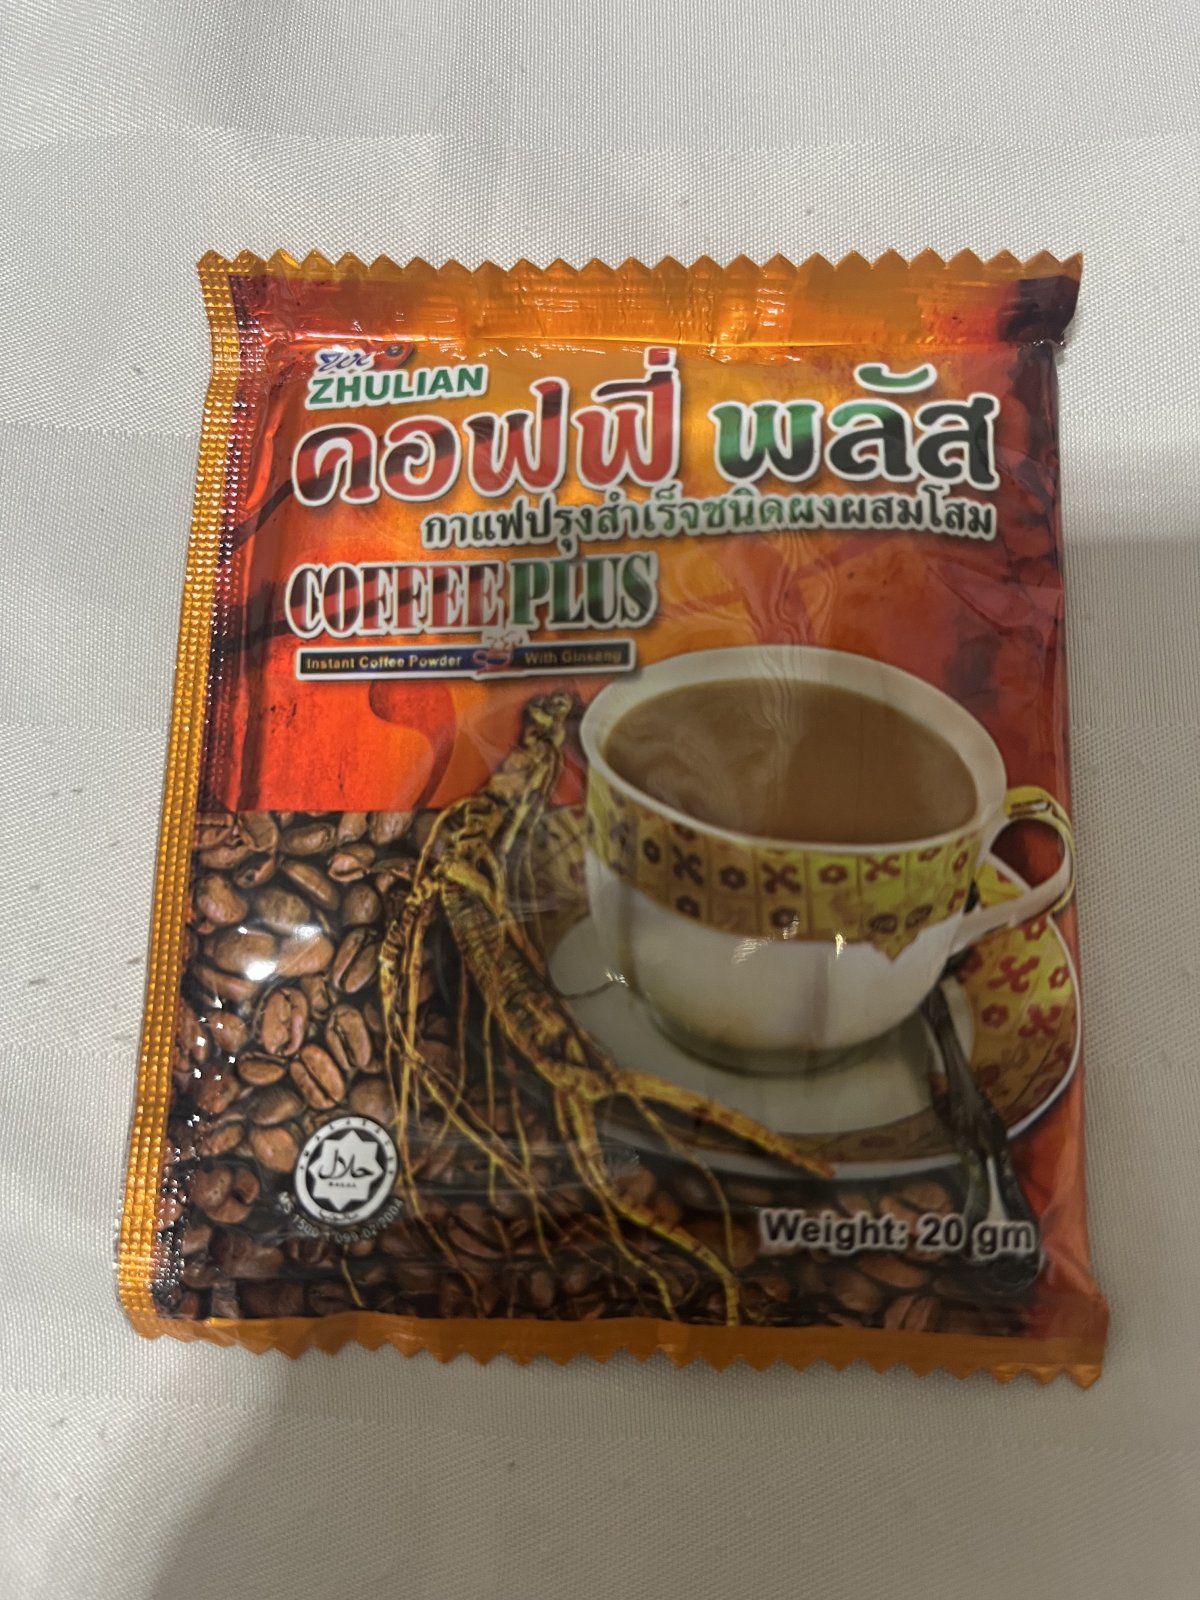 ZHULIAN
คอฟฟี่ พลัส
กาแฟปรุงสำเร็จชนิดผงผสมโสม
COFFEE PLUS
Instant Coffee Powder With Ginseng
حلال
HALAL
Weight: 20 gm